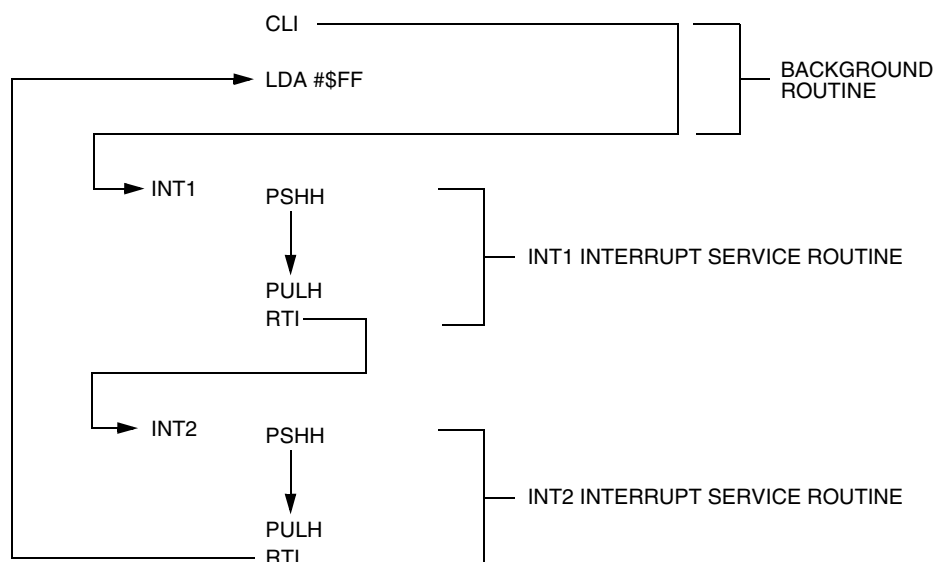 CLI
LDA #$FF
BACKGROUND
ROUTINE
INT1
PSHH
INT1 INTERRUPT SERVICE ROUTINE
PULH
RTI
INT2
PSHH
INT2 INTERRUPT SERVICE ROUTINE
PULH
RTI